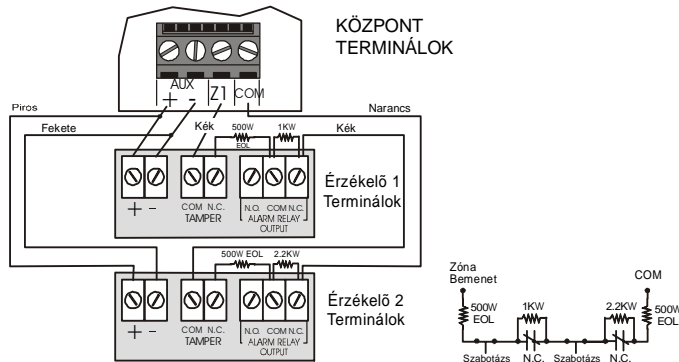 KÖZPONT
TERMINÁLOK
AUX
+ - Z1 COM
Piros
Narancs
Fekete
Kék
500W
EOL
1KW
Kék
Érzékelő 1
Terminálok
+ -
COM N.C.
TAMPER
N.O. COM N.C.
ALARM RELAY
OUTPUT
500W EOL
2.2KW
Érzékelő 2
Terminálok
+ -
COM N.C.
TAMPER
N.O. COM N.C.
ALARM RELAY
OUTPUT
Zóna
Bemenet
COM
500W
EOL
1KW
2.2KW
500W
EOL
Szabotázs
N.C.
Szabotázs
N.C.